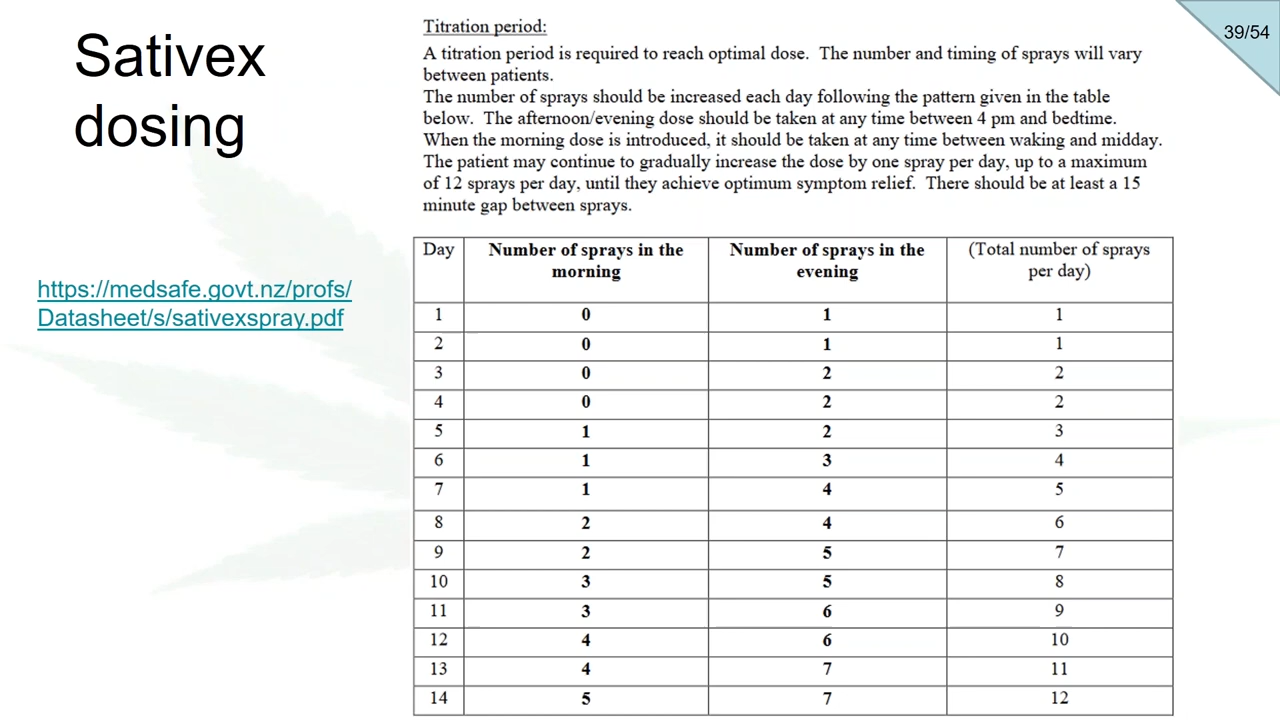 Sativex
dosing
https://medsafe.govt.nz/profs/
Datasheet/s/sativexspray.pdf
39/54
Titration period:
A titration period is required to reach optimal dose. The number and timing of sprays will vary
between patients.
The number of sprays should be increased each day following the pattern given in the table
below. The afternoon/evening dose should be taken at any time between 4 pm and bedtime.
When the morning dose is introduced, it should be taken at any time between waking and midday.
The patient may continue to gradually increase the dose by one spray per day, up to a maximum
of 12 sprays per day, until they achieve optimum symptom relief. There should be at least a 15
minute gap between sprays.
Day Number of sprays in the morning Number of sprays in the evening (Total number of sprays per day)
1 0 1 1
2 0 1 1
3 0 2 2
4 0 2 2
5 1 2 3
6 1 3 4
7 1 4 5
8 2 4 6
9 2 5 7
10 3 5 8
11 3 6 9
12 4 6 10
13 4 7 11
14 5 7 12